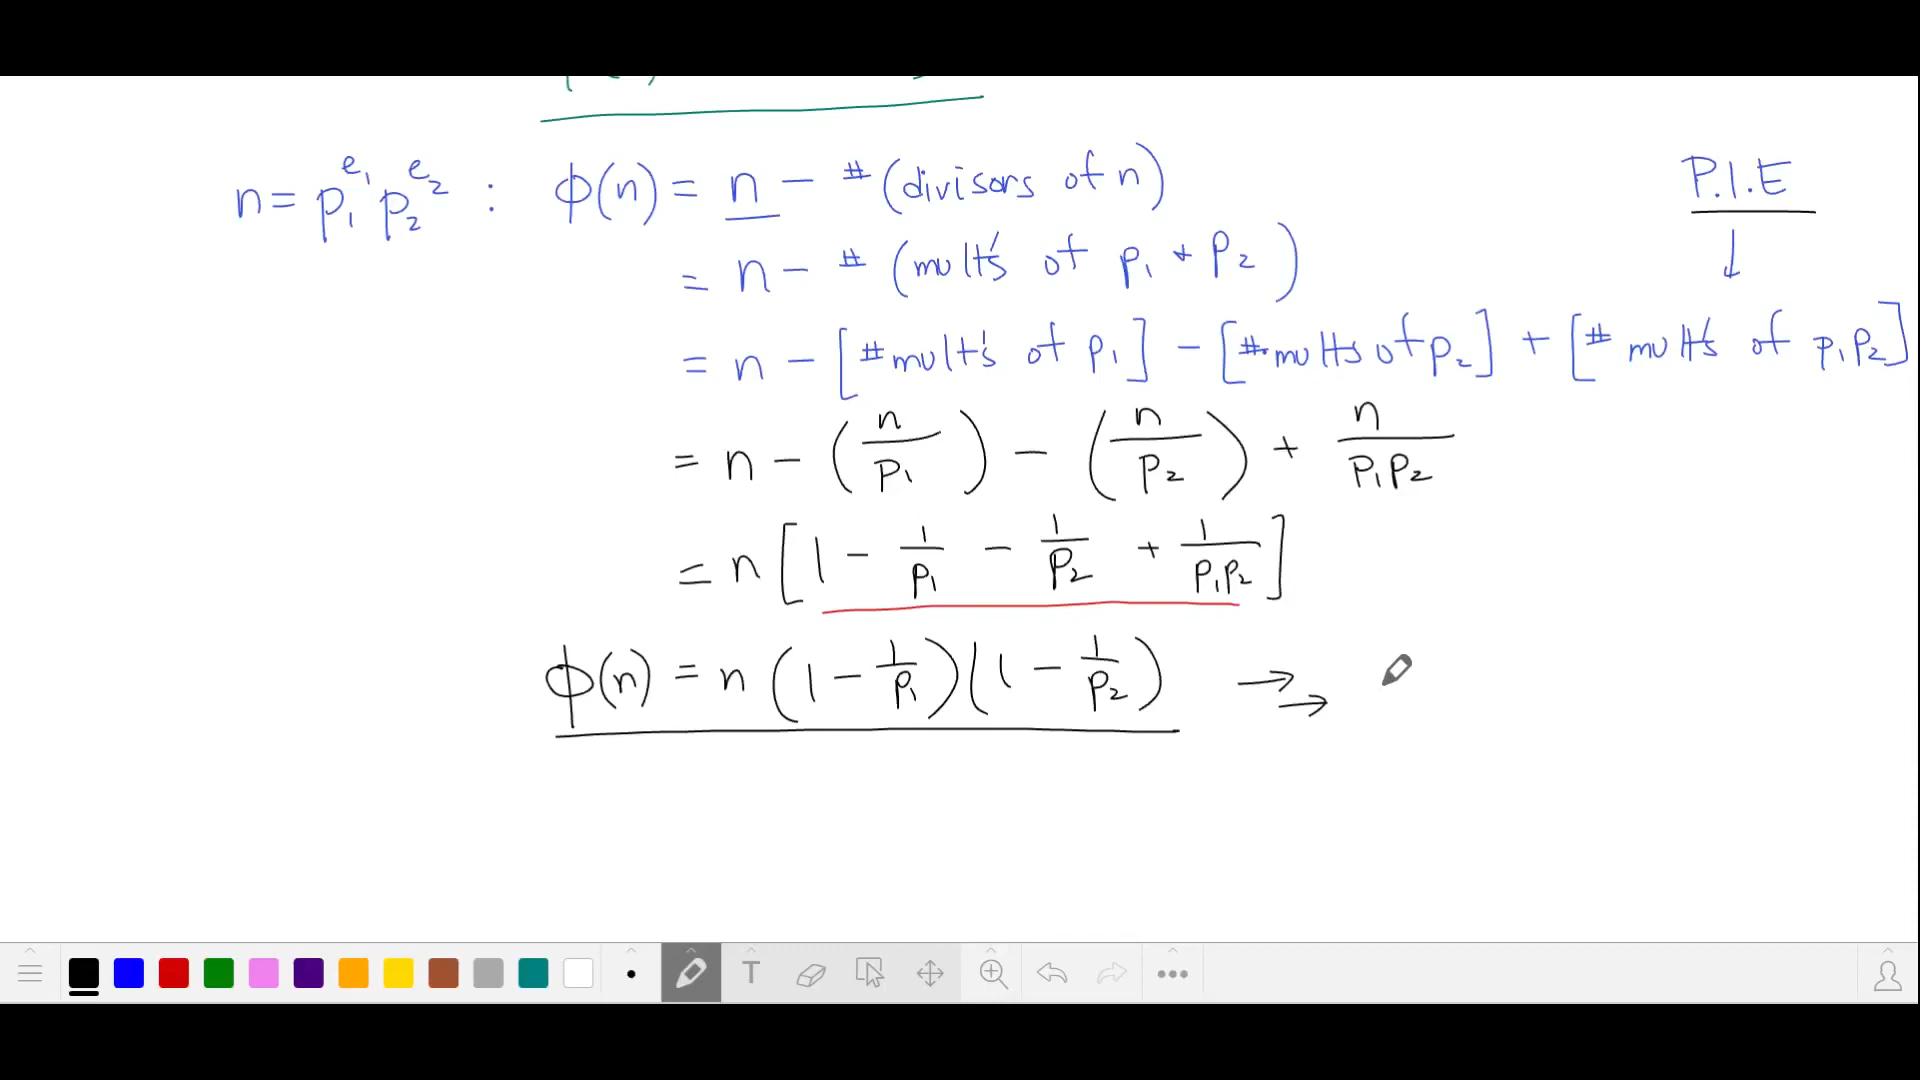 n = p₁^e₁ p₂^e₂ : ϕ(n) = n − #(divisors of n)
P.I.E
= n − # (mult's of p₁ + p₂)
↓
= n − [#mult's of p₁] − [#mults of p₂] + [# mult's of p₁p₂]
= n − (n/p₁) − (n/p₂) + n/p₁p₂
= n [1 − 1/p₁ − 1/p₂ + 1/p₁p₂]
ϕ(n) = n (1 − 1/p₁)(1 − 1/p₂) → →
T